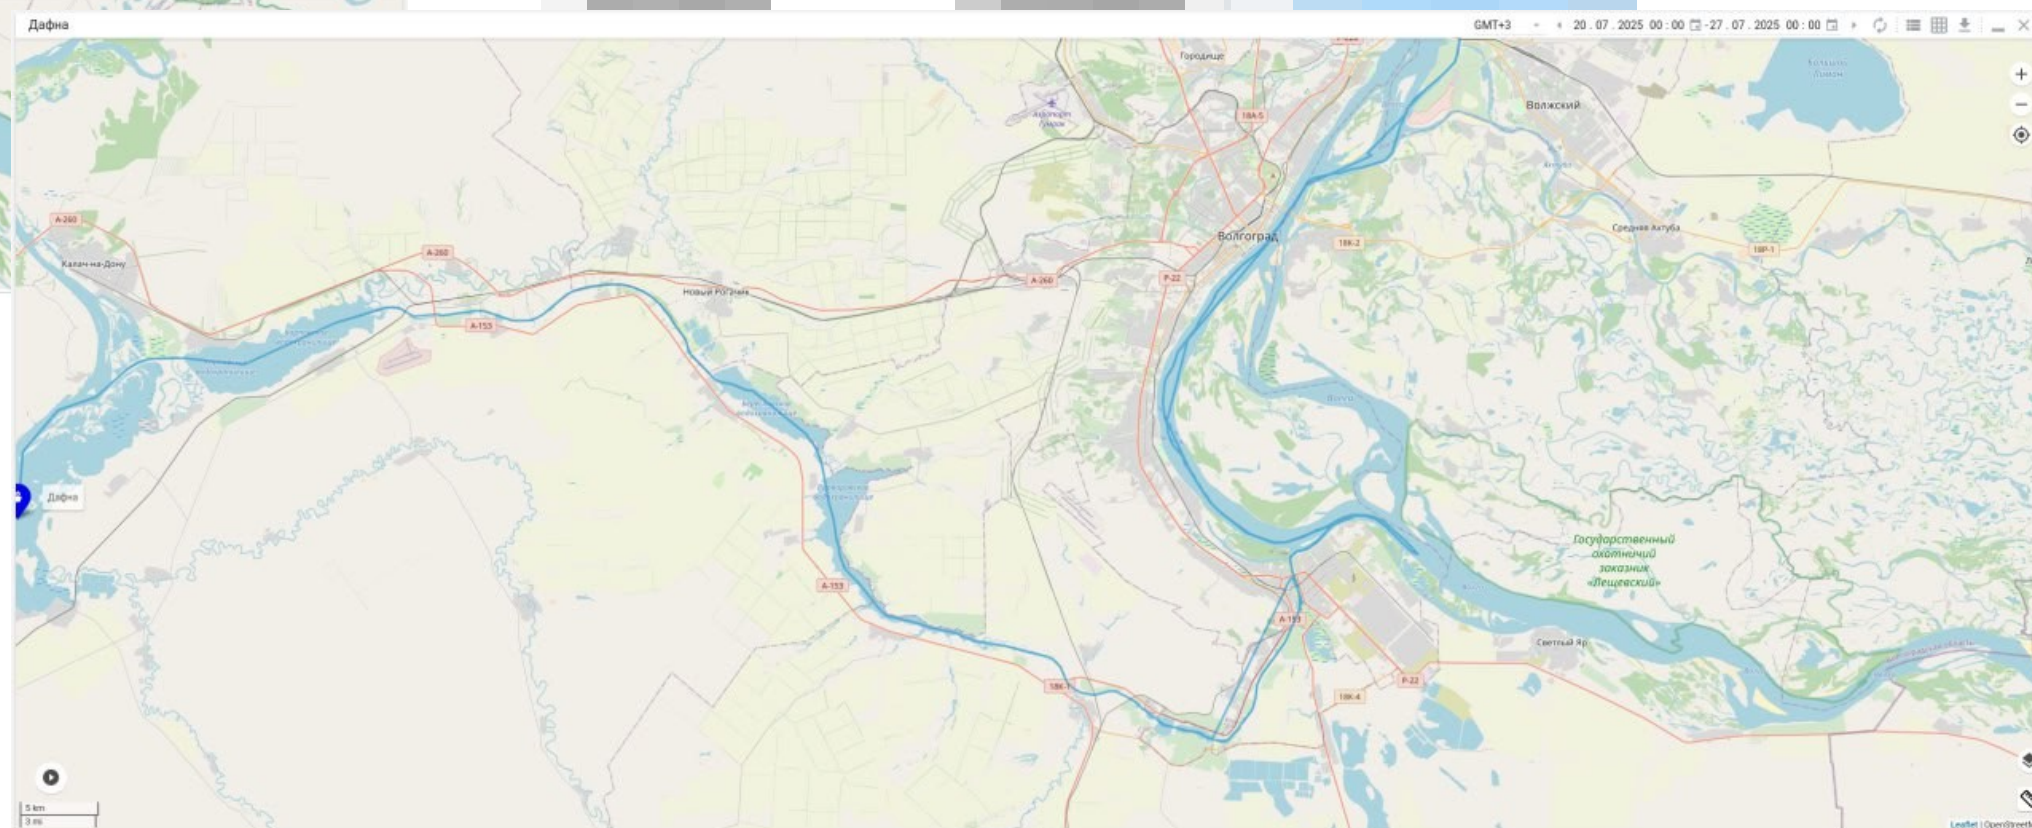 Дафна
GMT+3
20 . 07 . 2025 00 : 00 - 27 . 07 . 2025 00 : 00
Городище
Волжский
18А-5
А-260
Средняя Ахтуба
Волгоград
18К-2
18Р-1
А-260
Калач-на-Дону
Р-22
А-260
Новый Рогачик
А-153
Волга
Дафна
Государственный
охотничий
заказник
«Лещевский»
А-153
А-153
Светлый Яр
Р-22
18К-4
5 km
3 mi
Leaflet